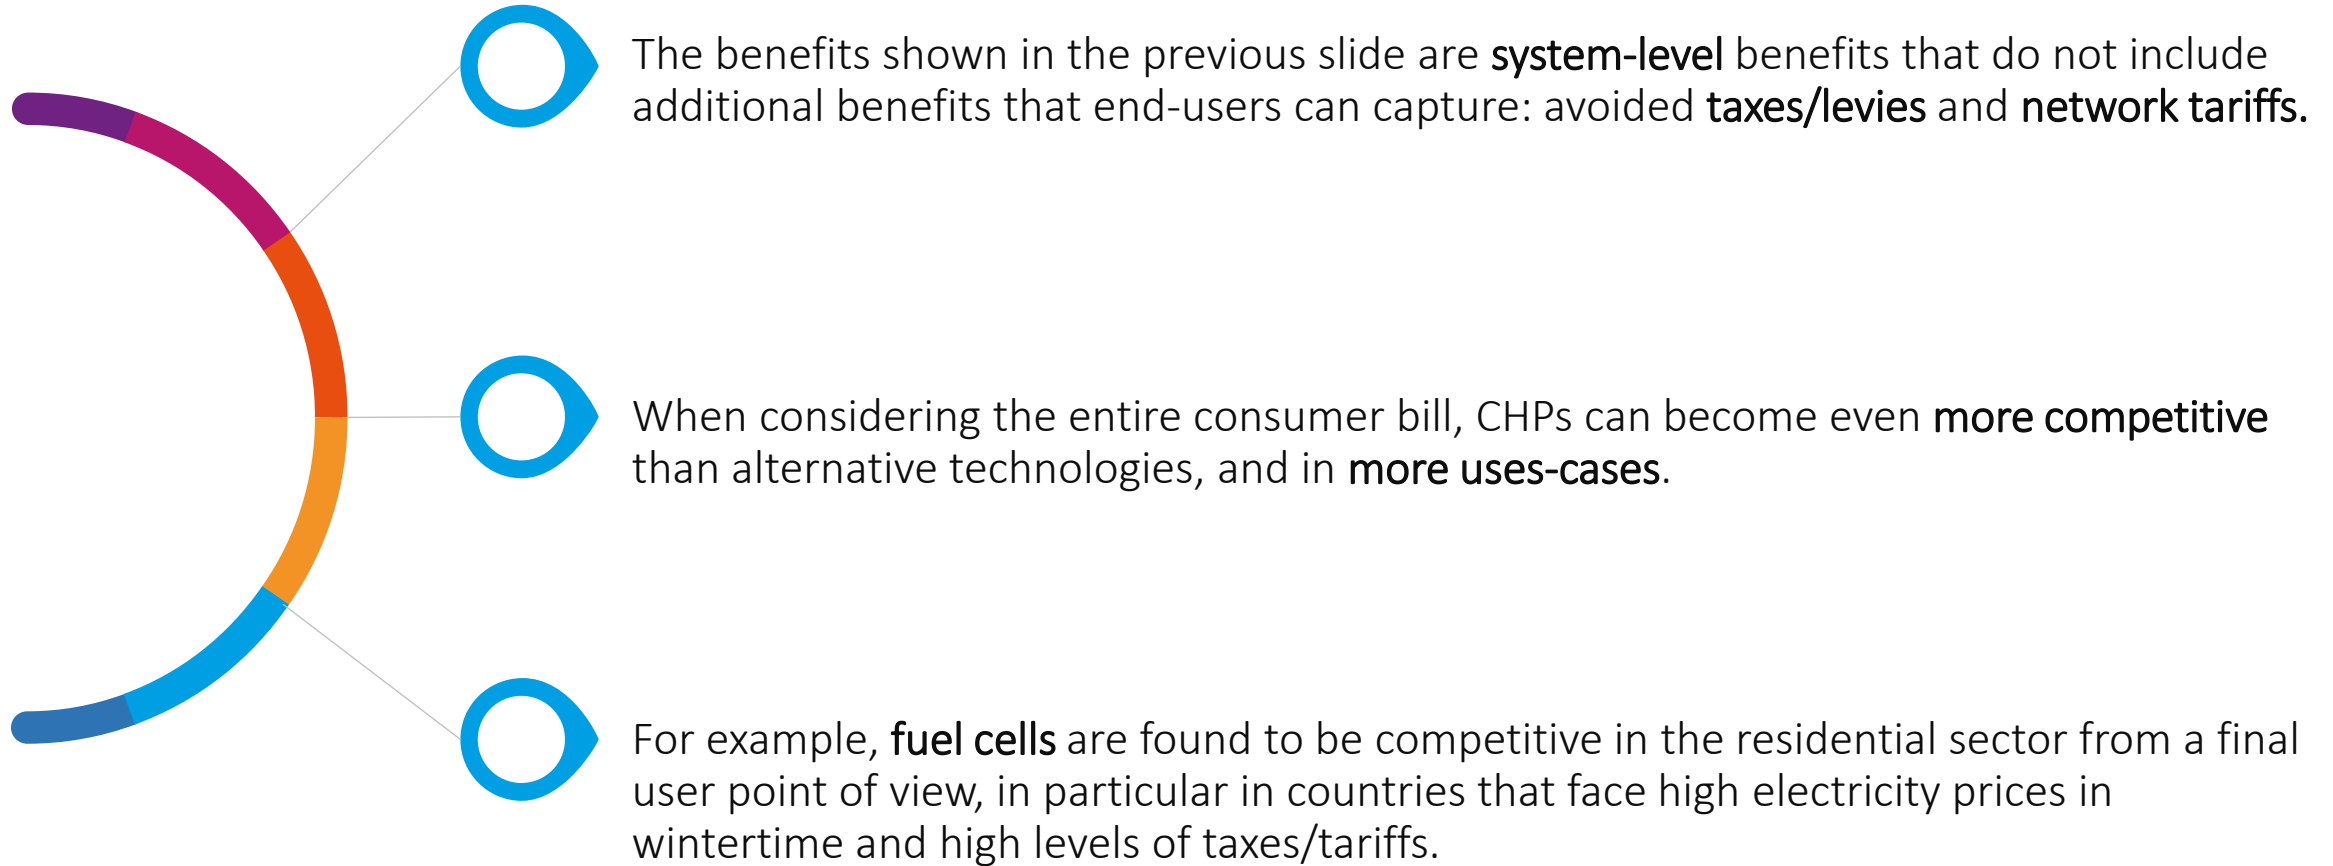 The benefits shown in the previous slide are system-level benefits that do not include
additional benefits that end-users can capture: avoided taxes/levies and network tariffs.
When considering the entire consumer bill, CHPs can become even more competitive
than alternative technologies, and in more uses-cases.
For example, fuel cells are found to be competitive in the residential sector from a final
user point of view, in particular in countries that face high electricity prices in
wintertime and high levels of taxes/tariffs.